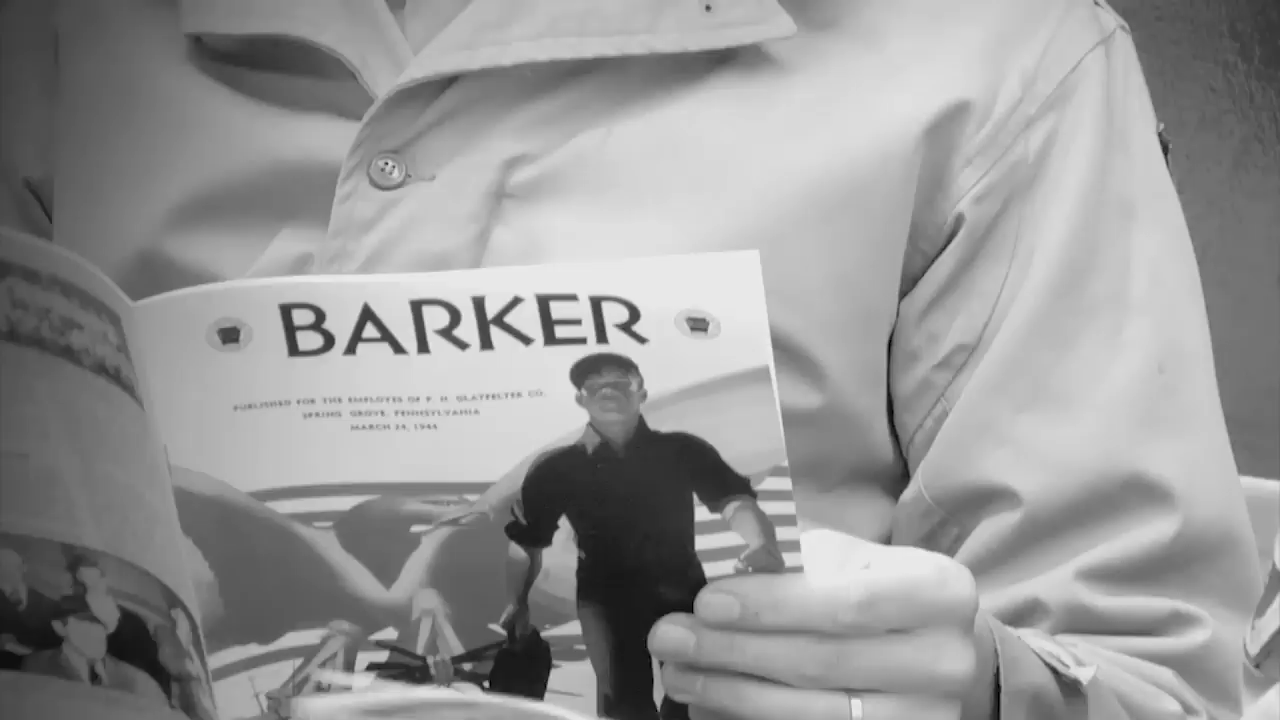 BARKER
PUBLISHED FOR THE EMPLOYES OF P. H. GLATFELTER CO.
SPRING GROVE, PENNSYLVANIA
MARCH 24, 1944